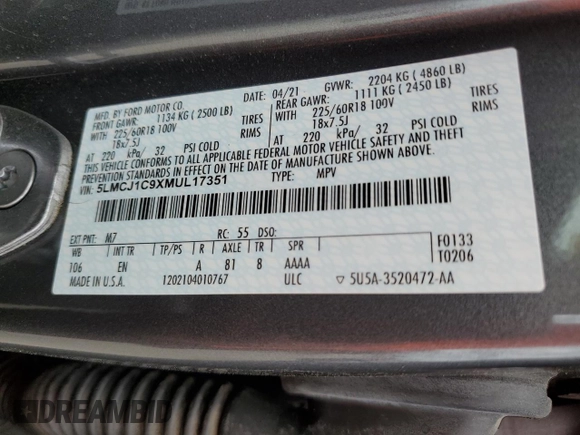 MFD. BY FORD MOTOR CO.
DATE: 04/21 GVWR: 2204 KG (4860 LB)
FRONT GAWR: 1134 KG (2500 LB) REAR GAWR: 1111 KG (2450 LB)
WITH 225/60R18 100V TIRES WITH 225/60R18 100V TIRES
18x7.5J RIMS 18x7.5J RIMS
AT 220 kPa/ 32 PSI COLD AT 220 kPa/ 32 PSI COLD
THIS VEHICLE CONFORMS TO ALL APPLICABLE FEDERAL MOTOR VEHICLE SAFETY AND THEFT
PREVENTION STANDARDS IN EFFECT ON THE DATE OF MANUFACTURE SHOWN ABOVE.
VIN: 5LMCJ1C9XMUL17351 TYPE: MPV
EXT PNT: M7 RC: 55 DSO: F0133
WB INT TR TP/PS R AXLE TR SPR T0206
106 EN A 81 8 AAAA
MADE IN U.S.A. 1202104010767 ULC ▽ 5U5A-3520472-AA
DREAMBID